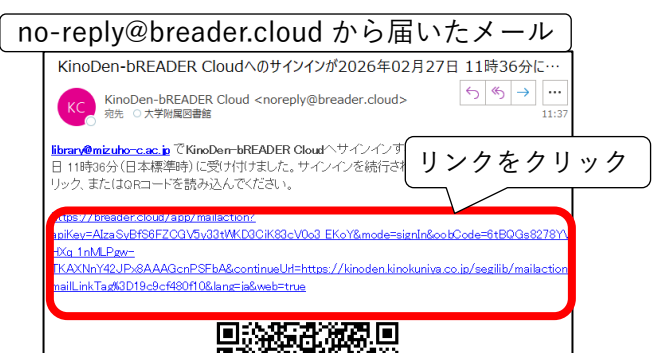 no-reply@breader.cloud から届いたメール
KinoDen-bREADER Cloudへのサインインが2026年02月27日 11時36分に…
KC
KinoDen-bREADER Cloud <noreply@breader.cloud>
宛先 大学附属図書館
11:37
library@mizuho-c.ac.jp でKinoDen-bREADER Cloudへサインインす
日 11時36分(日本標準時)に受け付けました。サインインを続行され
リック、またはQRコードを読み込んでください。
リンクをクリック
https://breader.cloud/app/mailaction?
apiKey=AIzaSyBfS6FZCGV5v33tWKD3CiK83cV0o3_EKoY&mode=signIn&oobCode=6tBQGs8278Y
HXq_1nMLPgw-
TKAXNnY42JPx8AAAGcnPSFbA&continueUrl=https://kinoden.kinokuniya.co.jp/segilib/mailaction
mailLinkTag%3D19c9cf480f10&lang=ja&web=true